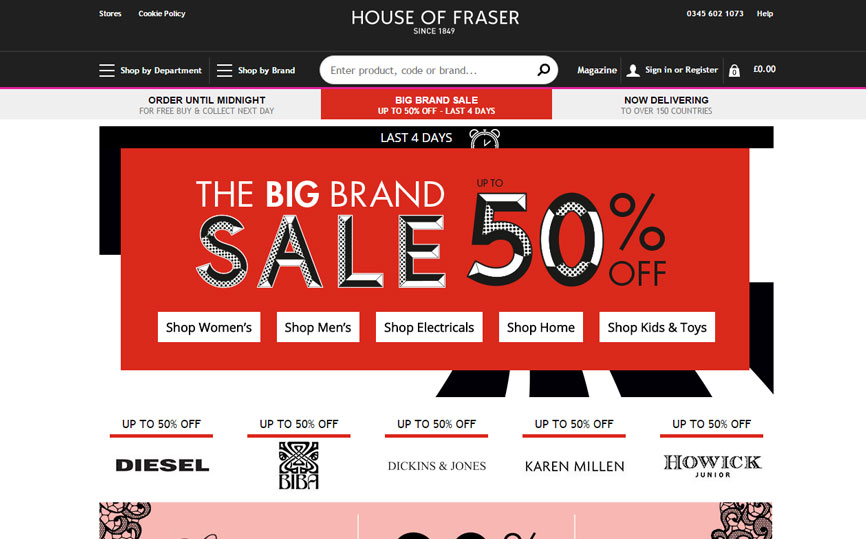 Stores Cookie Policy
HOUSE OF FRASER
SINCE 1849
0345 602 1073 Help
Shop by Department
Shop by Brand
Enter product, code or brand...
Magazine
Sign in or Register
0
£0.00
ORDER UNTIL MIDNIGHT
FOR FREE BUY & COLLECT NEXT DAY
BIG BRAND SALE
UP TO 50% OFF - LAST 4 DAYS
NOW DELIVERING
TO OVER 150 COUNTRIES
LAST 4 DAYS
THE BIG BRAND
SALE
UP TO
50%
OFF
Shop Women's
Shop Men's
Shop Electricals
Shop Home
Shop Kids & Toys
UP TO 50% OFF
DIESEL
UP TO 50% OFF
BIBA
UP TO 50% OFF
DICKINS & JONES
UP TO 50% OFF
KAREN MILLEN
UP TO 50% OFF
HOWICK
JUNIOR